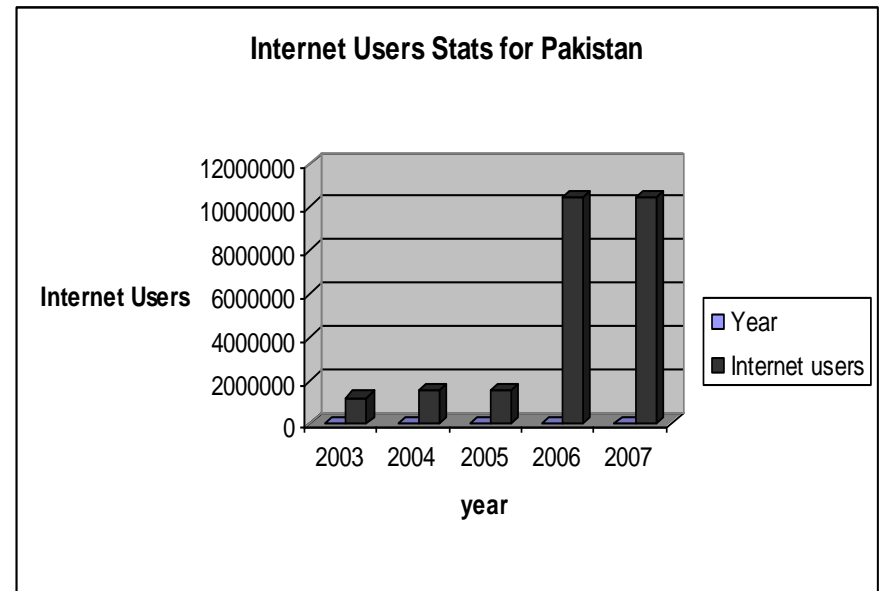 Internet Users Stats for Pakistan
12000000
10000000
8000000
6000000
4000000
2000000
0
Internet Users
2003 2004 2005 2006 2007
year
Year
Internet users